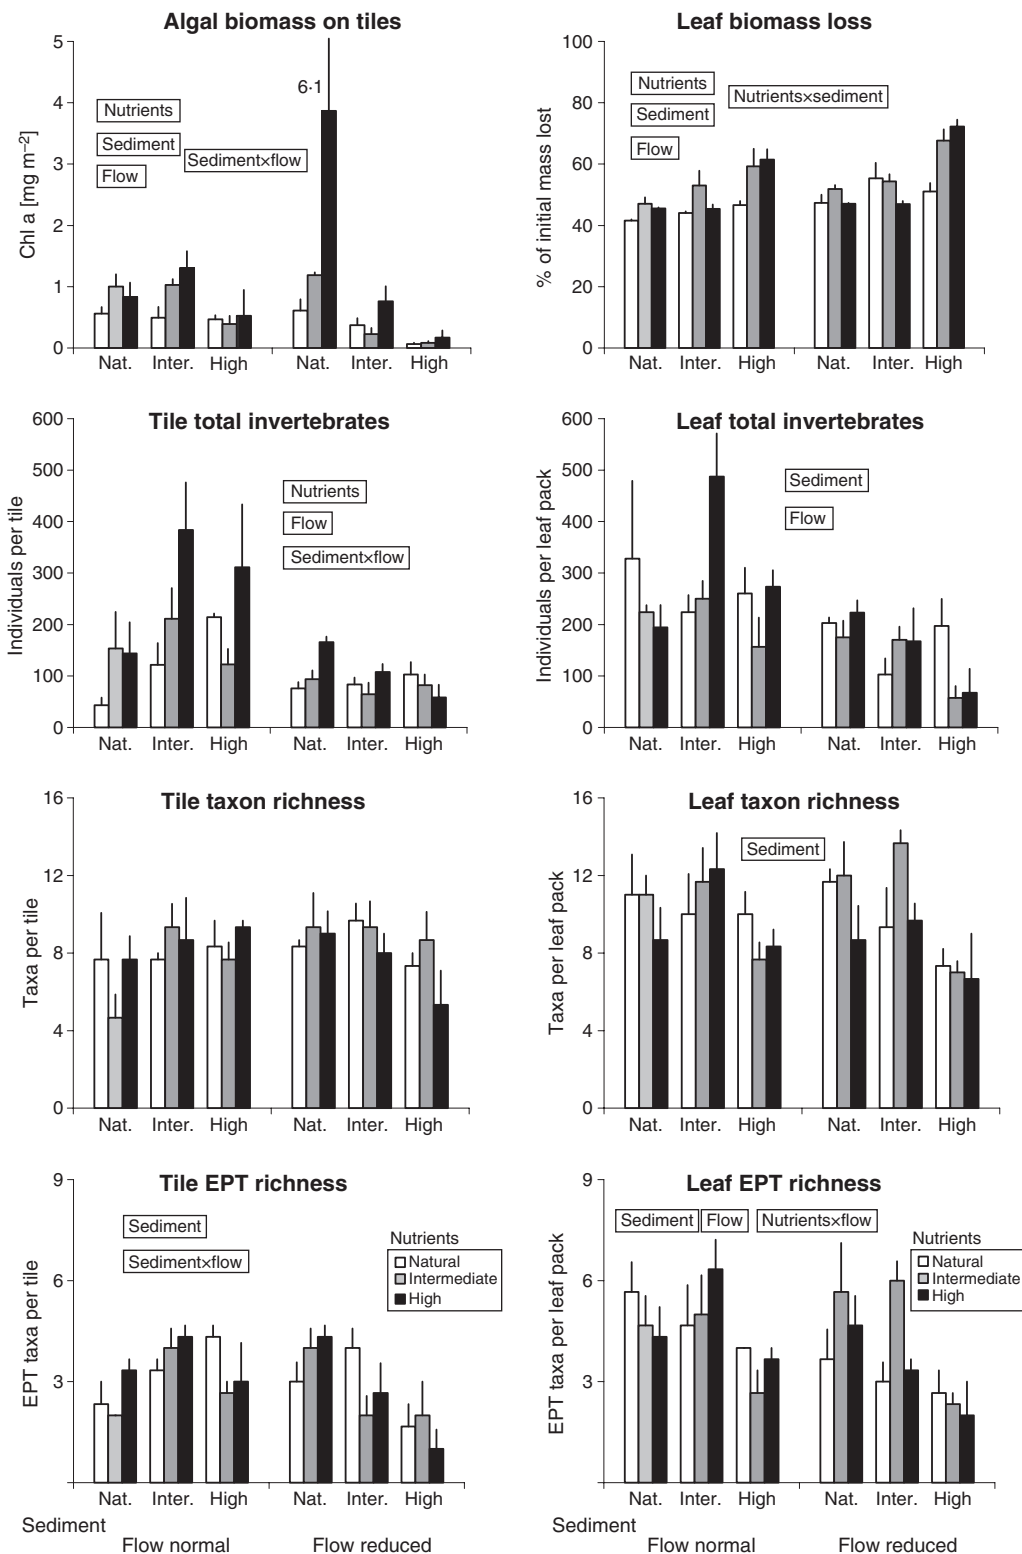 Algal biomass on tiles
Chl a [mg m−2]
5
4
3
2
1
0
Nutrients
Sediment
Flow
Sediment×flow
6·1
Nat. Inter. High Nat. Inter. High
Leaf biomass loss
% of initial mass lost
100
80
60
40
20
0
Nutrients
Sediment
Flow
Nutrients×sediment
Nat. Inter. High Nat. Inter. High
Tile total invertebrates
Individuals per tile
600
500
400
300
200
100
0
Nutrients
Flow
Sediment×flow
Nat. Inter. High Nat. Inter. High
Leaf total invertebrates
Individuals per leaf pack
600
500
400
300
200
100
0
Sediment
Flow
Nat. Inter. High Nat. Inter. High
Tile taxon richness
Taxa per tile
16
12
8
4
0
Nat. Inter. High Nat. Inter. High
Leaf taxon richness
Taxa per leaf pack
16
12
8
4
0
Sediment
Nat. Inter. High Nat. Inter. High
Tile EPT richness
EPT taxa per tile
9
6
3
Sediment
Sediment×flow
Nutrients
Natural
Intermediate
High
Nat. Inter. High Nat. Inter. High
Sediment
Flow normal Flow reduced
Leaf EPT richness
EPT taxa per leaf pack
9
6
3
Sediment Flow Nutrients×flow
Nutrients
Natural
Intermediate
High
Nat. Inter. High Nat. Inter. High
Sediment
Flow normal Flow reduced